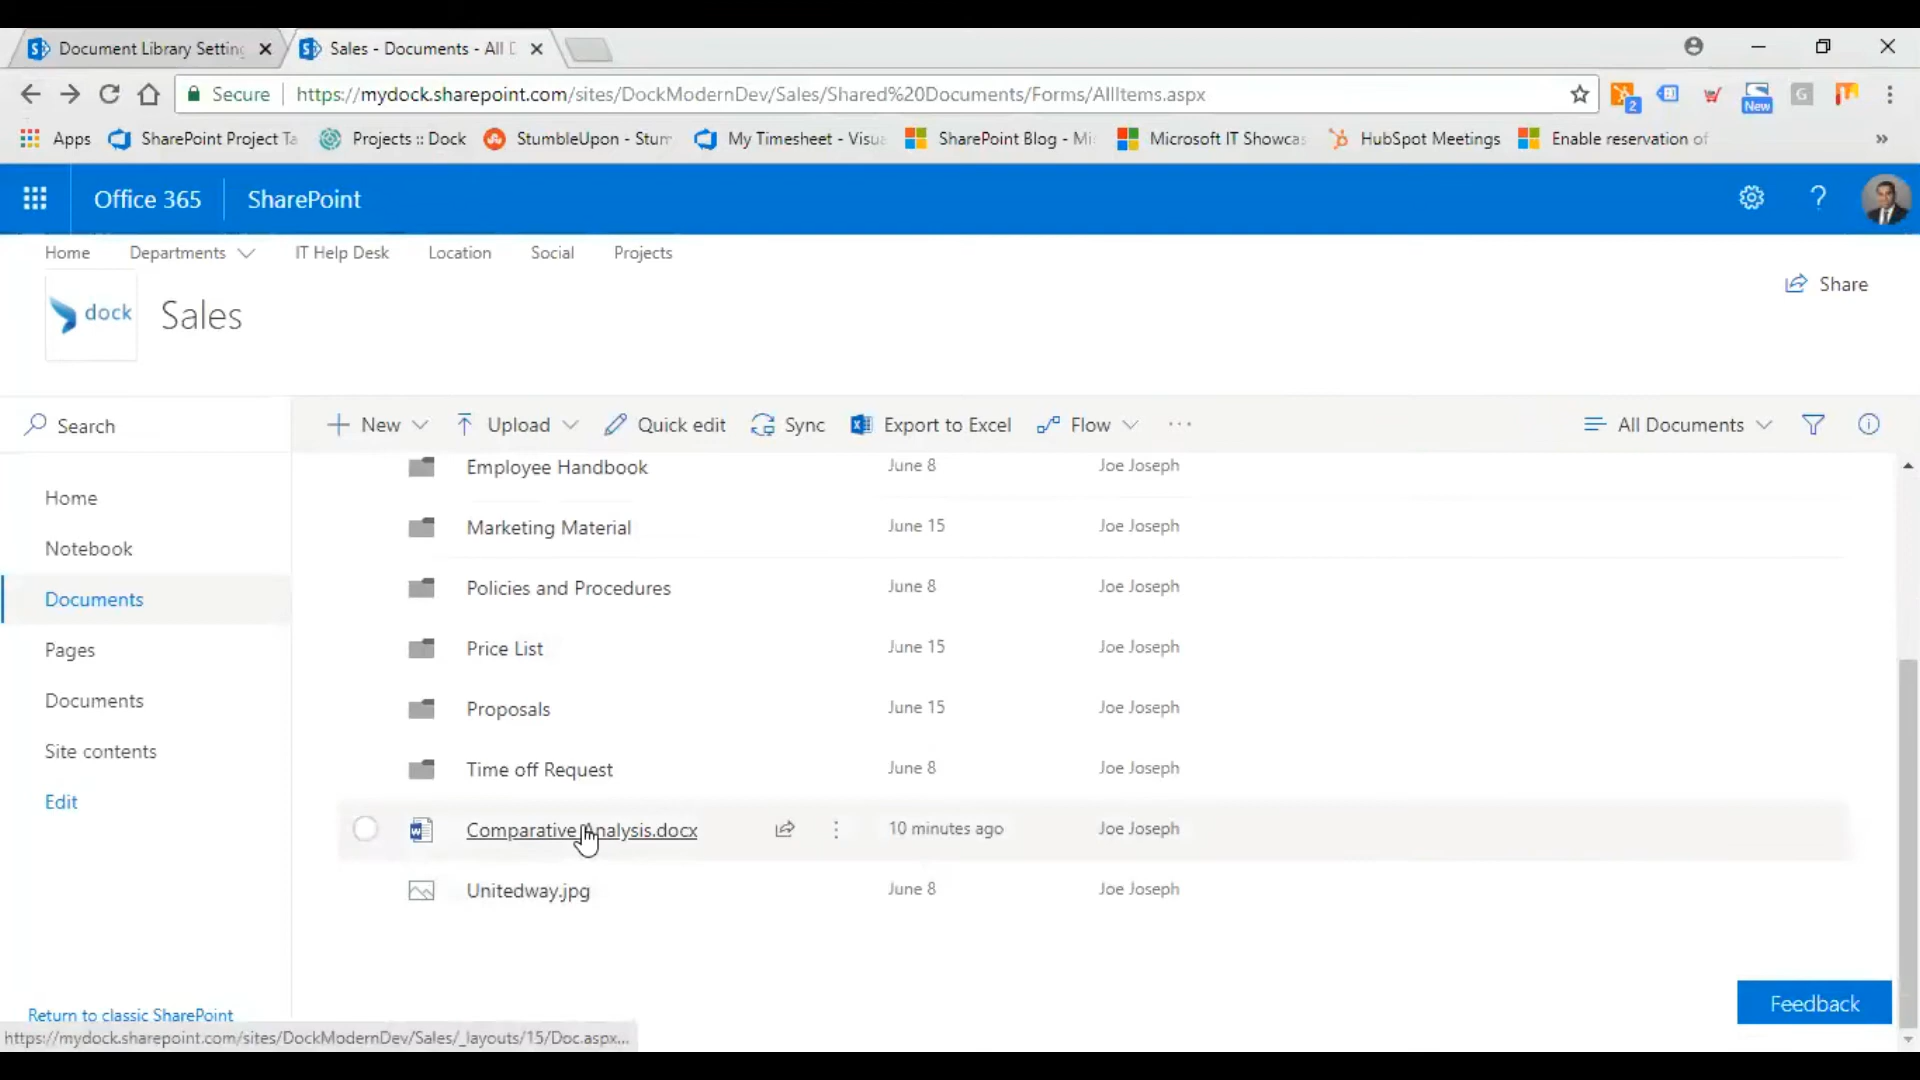 Document Library Setting
Sales - Documents - All D
Secure
https://mydock.sharepoint.com/sites/DockModernDev/Sales/Shared%20Documents/Forms/AllItems.aspx
2
New
G
Apps
SharePoint Project Ta
Projects :: Dock
StumbleUpon - Stum
My Timesheet - Visua
SharePoint Blog - Mi
Microsoft IT Showcas
HubSpot Meetings
Enable reservation of
»
Office 365
SharePoint
?
Home
Departments
IT Help Desk
Location
Social
Projects
Share
dock
Sales
Search
New
Upload
Quick edit
Sync
Export to Excel
Flow
All Documents
Home
Notebook
Documents
Pages
Documents
Site contents
Edit
Return to classic SharePoint
Employee Handbook June 8 Joe Joseph
Marketing Material June 15 Joe Joseph
Policies and Procedures June 8 Joe Joseph
Price List June 15 Joe Joseph
Proposals June 15 Joe Joseph
Time off Request June 8 Joe Joseph
Comparative Analysis.docx 10 minutes ago Joe Joseph
Unitedway.jpg June 8 Joe Joseph
Feedback
https://mydock.sharepoint.com/sites/DockModernDev/Sales/_layouts/15/Doc.aspx...